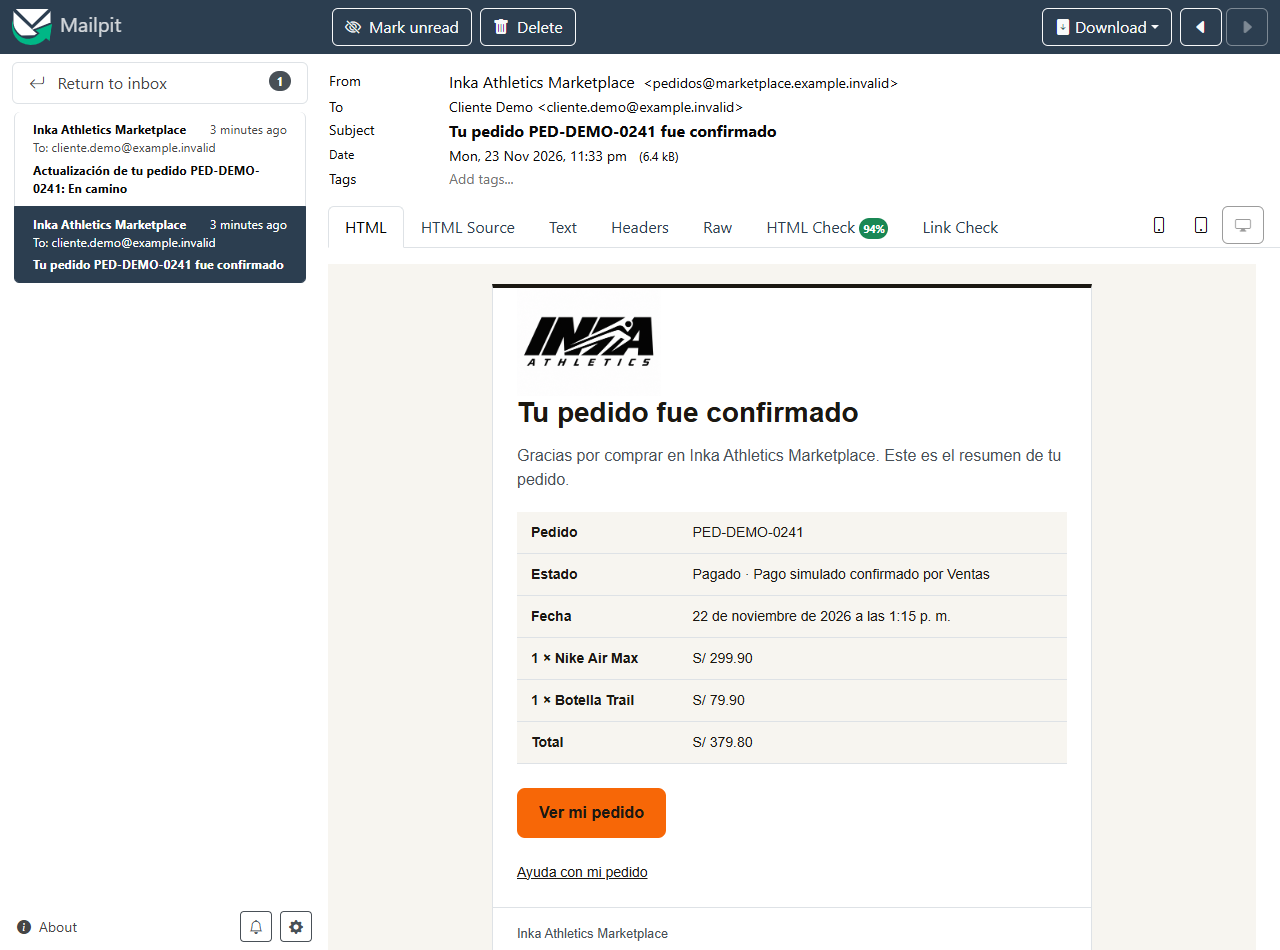 Mailpit
Mark unread
Delete
Download
Return to inbox
1
Inka Athletics Marketplace 3 minutes ago
To: cliente.demo@example.invalid
Actualización de tu pedido PED-DEMO-
0241: En camino
Inka Athletics Marketplace 3 minutes ago
To: cliente.demo@example.invalid
Tu pedido PED-DEMO-0241 fue confirmado
About
From Inka Athletics Marketplace <pedidos@marketplace.example.invalid>
To Cliente Demo <cliente.demo@example.invalid>
Subject Tu pedido PED-DEMO-0241 fue confirmado
Date Mon, 23 Nov 2026, 11:33 pm (6.4 kB)
Tags Add tags...
HTML HTML Source Text Headers Raw HTML Check 94% Link Check
INKA
ATHLETICS
Tu pedido fue confirmado
Gracias por comprar en Inka Athletics Marketplace. Este es el resumen de tu
pedido.
Pedido PED-DEMO-0241
Estado Pagado · Pago simulado confirmado por Ventas
Fecha 22 de noviembre de 2026 a las 1:15 p. m.
1 × Nike Air Max S/ 299.90
1 × Botella Trail S/ 79.90
Total S/ 379.80
Ver mi pedido
Ayuda con mi pedido
Inka Athletics Marketplace